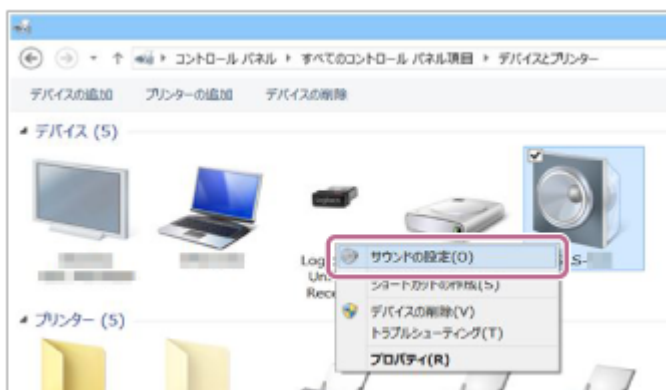 コントロール パネル ▸ すべてのコントロール パネル項目 ▸ デバイスとプリンター
デバイスの追加 プリンターの追加 デバイスの削除
デバイス (5)
Log
Un
Rece
S-
サウンドの設定(O)
ショートカットの作成(S)
デバイスの削除(V)
トラブルシューティング(T)
プロパティ(R)
プリンター (5)